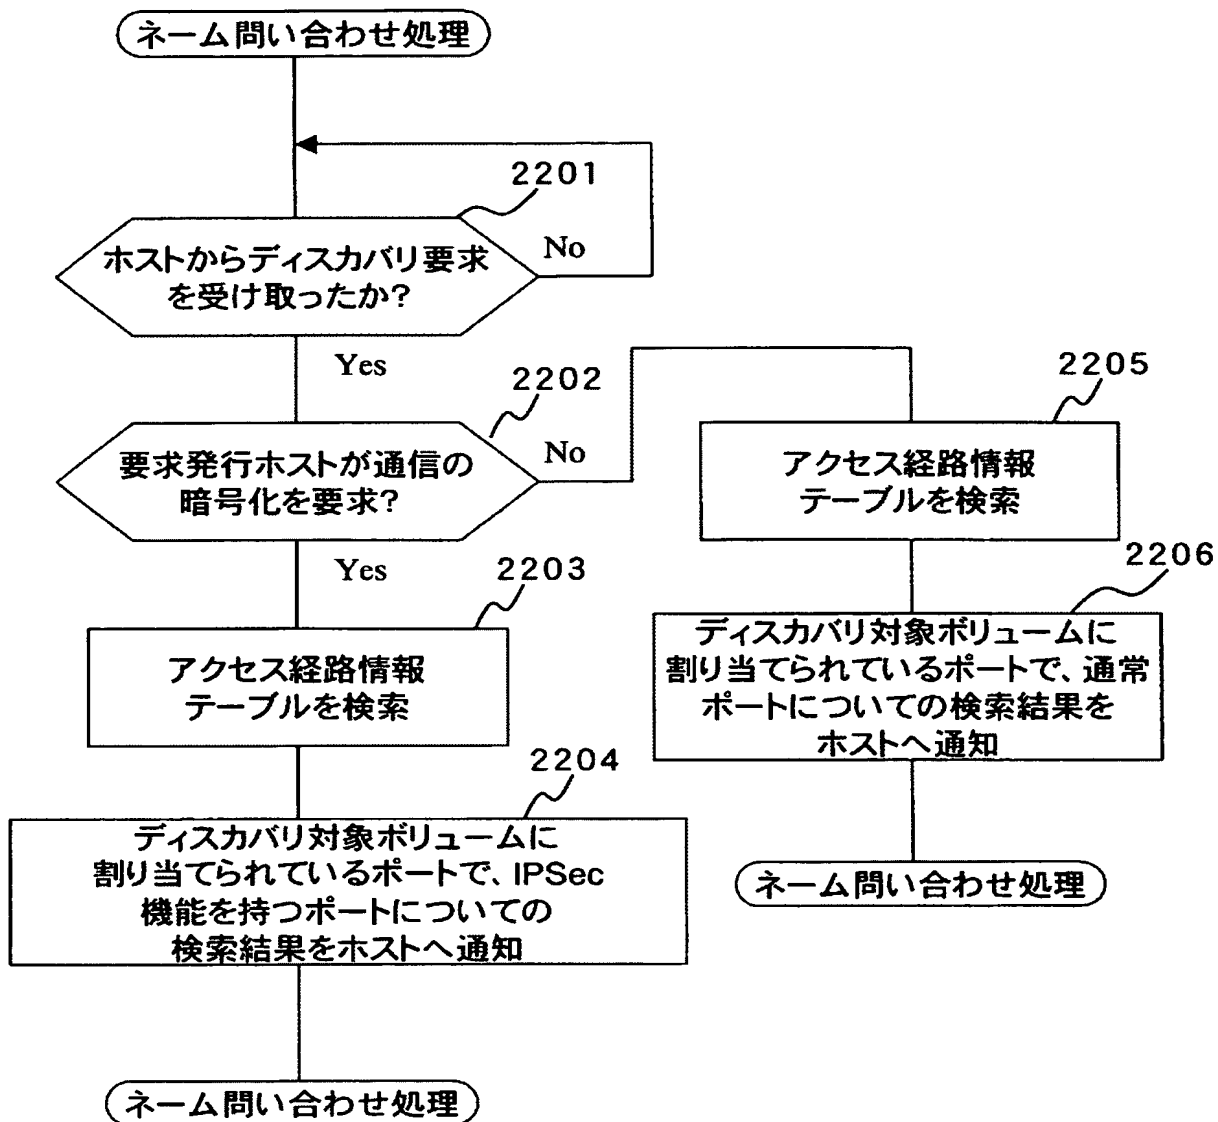 ネーム問い合わせ処理
2201
ホストからディスカバリ要求
を受け取ったか?
No
Yes
2202
要求発行ホストが通信の
暗号化を要求?
No
Yes
2203
アクセス経路情報
テーブルを検索
2204
ディスカバリ対象ボリュームに
割り当てられているポートで、IPSec
機能を持つポートについての
検索結果をホストへ通知
ネーム問い合わせ処理
2205
アクセス経路情報
テーブルを検索
2206
ディスカバリ対象ボリュームに
割り当てられているポートで、通常
ポートについての検索結果を
ホストへ通知
ネーム問い合わせ処理